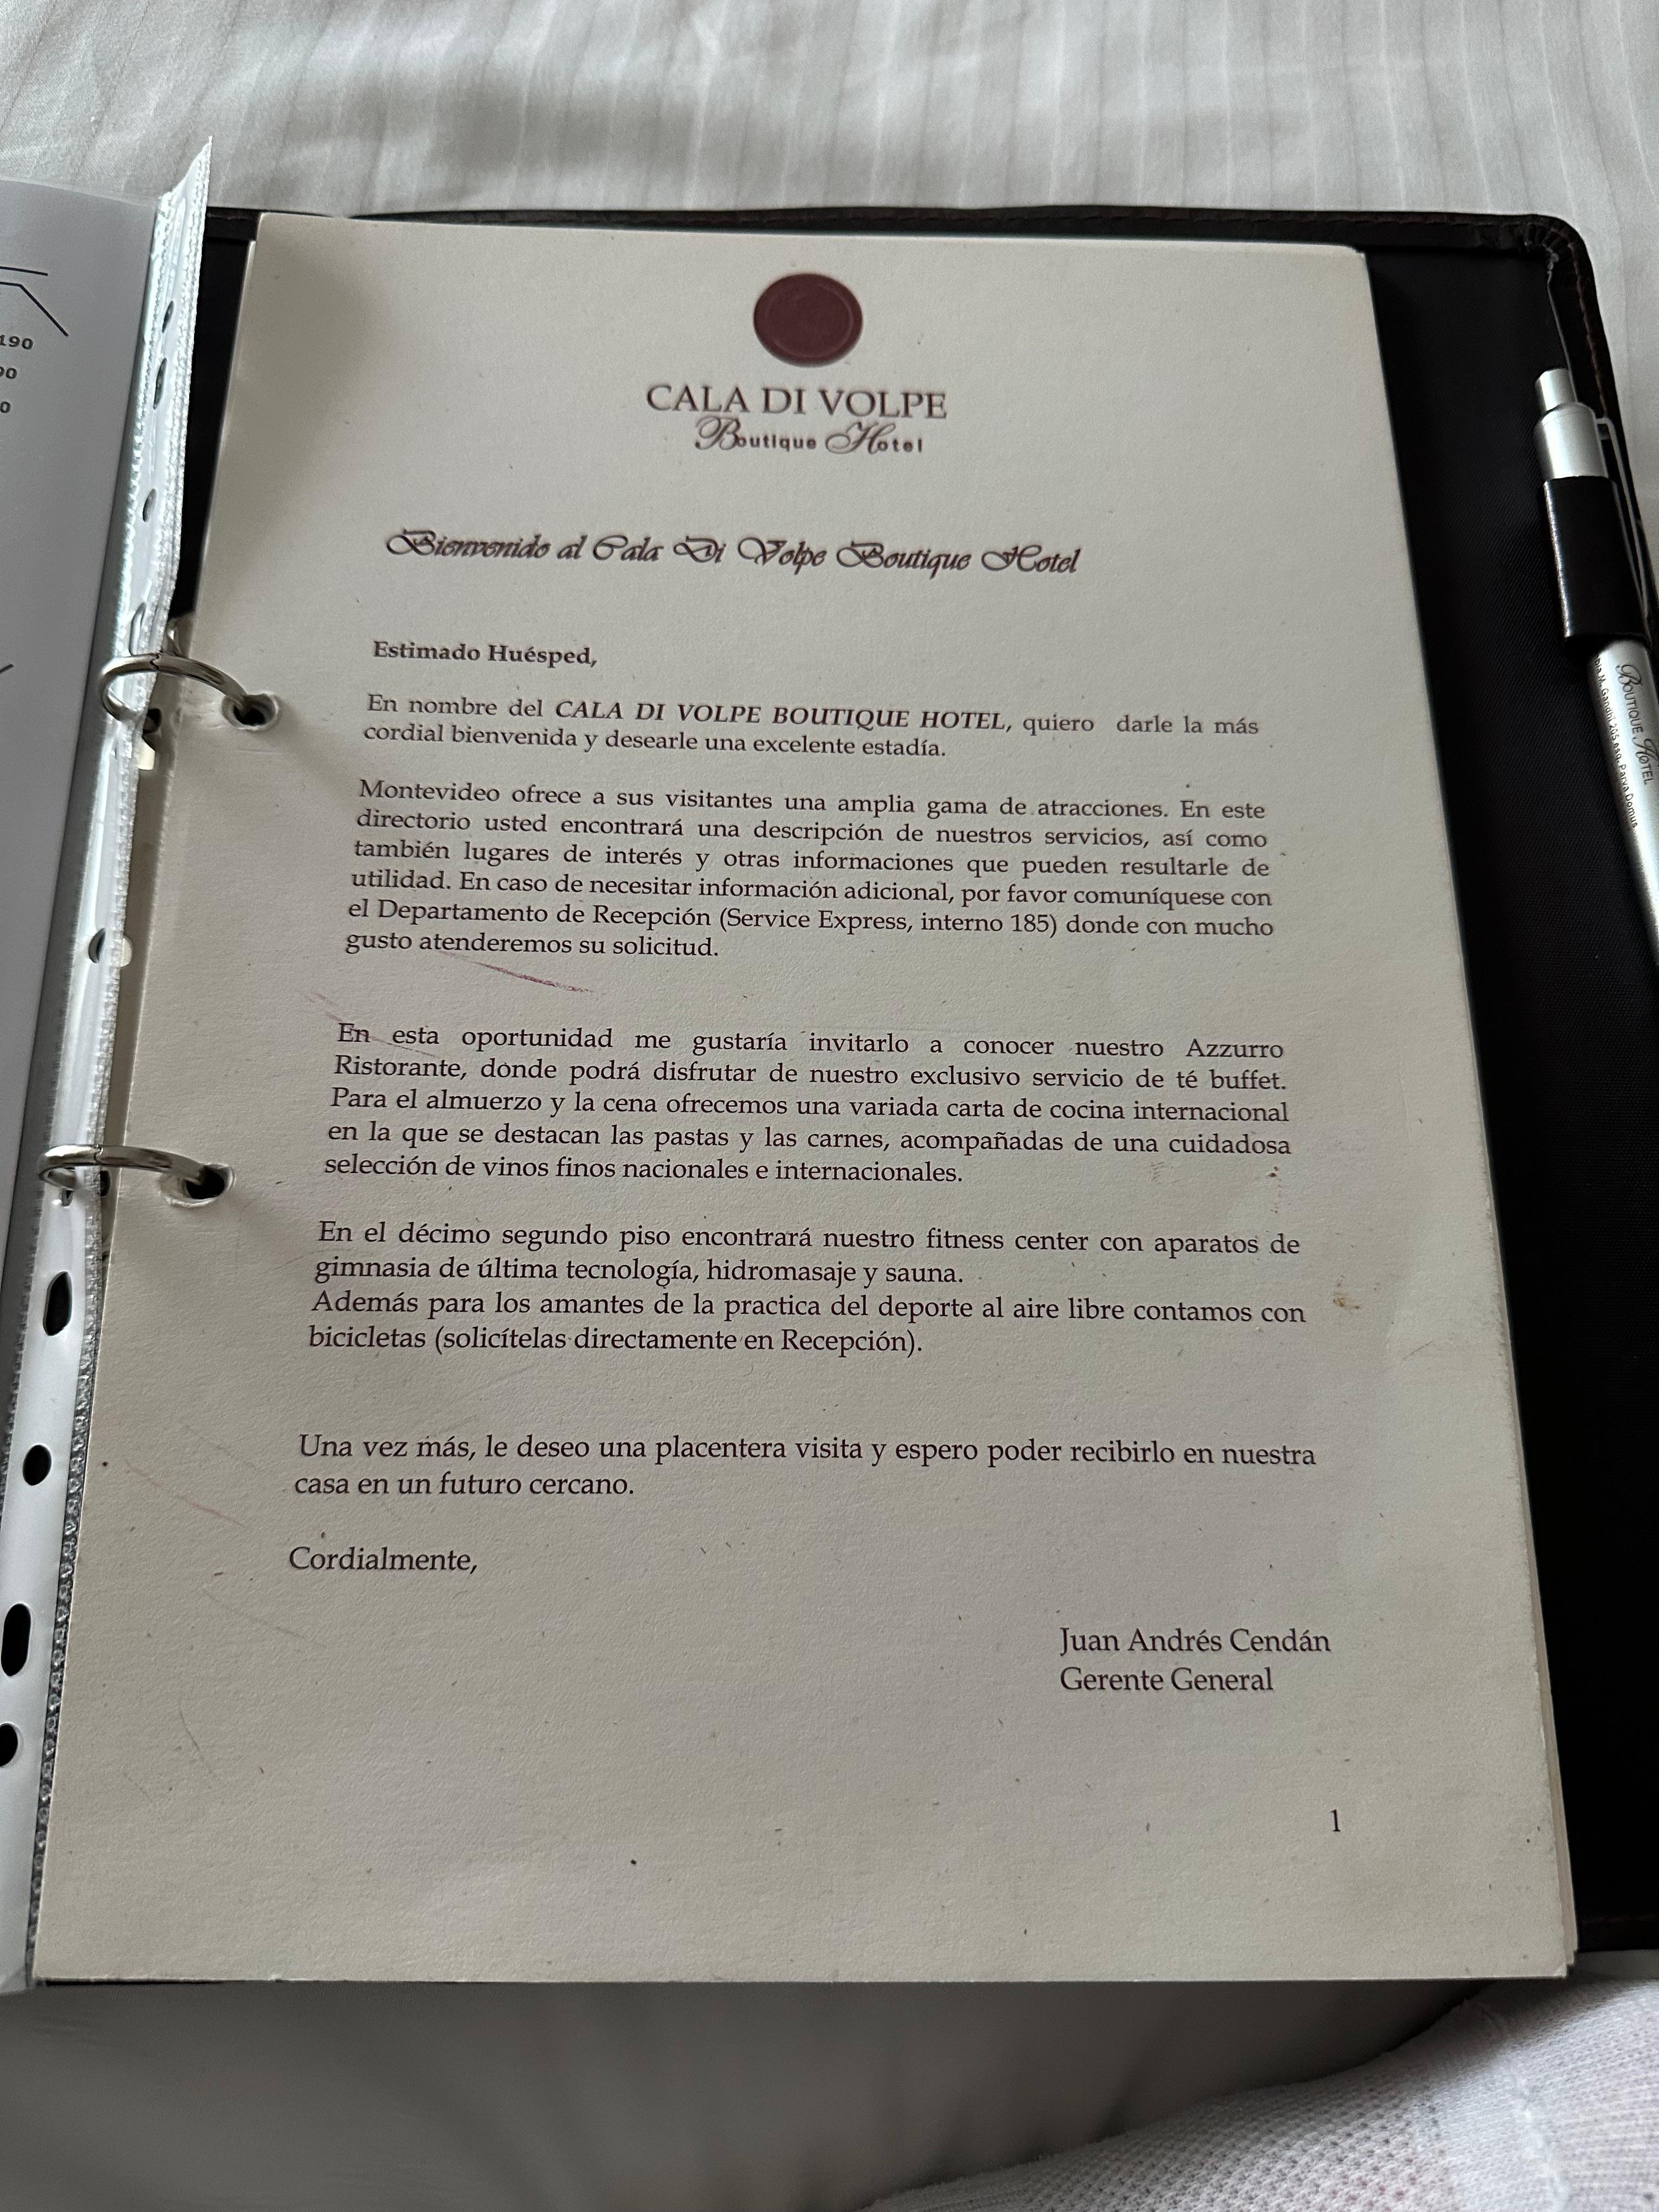 190
CALA DI VOLPE
Boutique Hotel
Bienvenido al Cala Di Volpe Boutique Hotel
Estimado Huésped,
En nombre del CALA DI VOLPE BOUTIQUE HOTEL, quiero darle la más
cordial bienvenida y desearle una excelente estadía.
Montevideo ofrece a sus visitantes una amplia gama de atracciones. En este
directorio usted encontrará una descripción de nuestros servicios, así como
también lugares de interés y otras informaciones que pueden resultarle de
utilidad. En caso de necesitar información adicional, por favor comuníquese con
el Departamento de Recepción (Service Express, interno 185) donde con mucho
gusto atenderemos su solicitud.
En esta oportunidad me gustaría invitarlo a conocer nuestro Azzurro
Ristorante, donde podrá disfrutar de nuestro exclusivo servicio de té buffet.
Para el almuerzo y la cena ofrecemos una variada carta de cocina internacional
en la que se destacan las pastas y las carnes, acompañadas de una cuidadosa
selección de vinos finos nacionales e internacionales.
En el décimo segundo piso encontrará nuestro fitness center con aparatos de
gimnasia de última tecnología, hidromasaje y sauna.
Además para los amantes de la practica del deporte al aire libre contamos con
bicicletas (solicítelas directamente en Recepción).
Una vez más, le deseo una placentera visita y espero poder recibirlo en nuestra
casa en un futuro cercano.
Cordialmente,
Juan Andrés Cendán
Gerente General
1
BOUTIQUE HOTEL
M. Gandhi 205 esq. Parva Domus